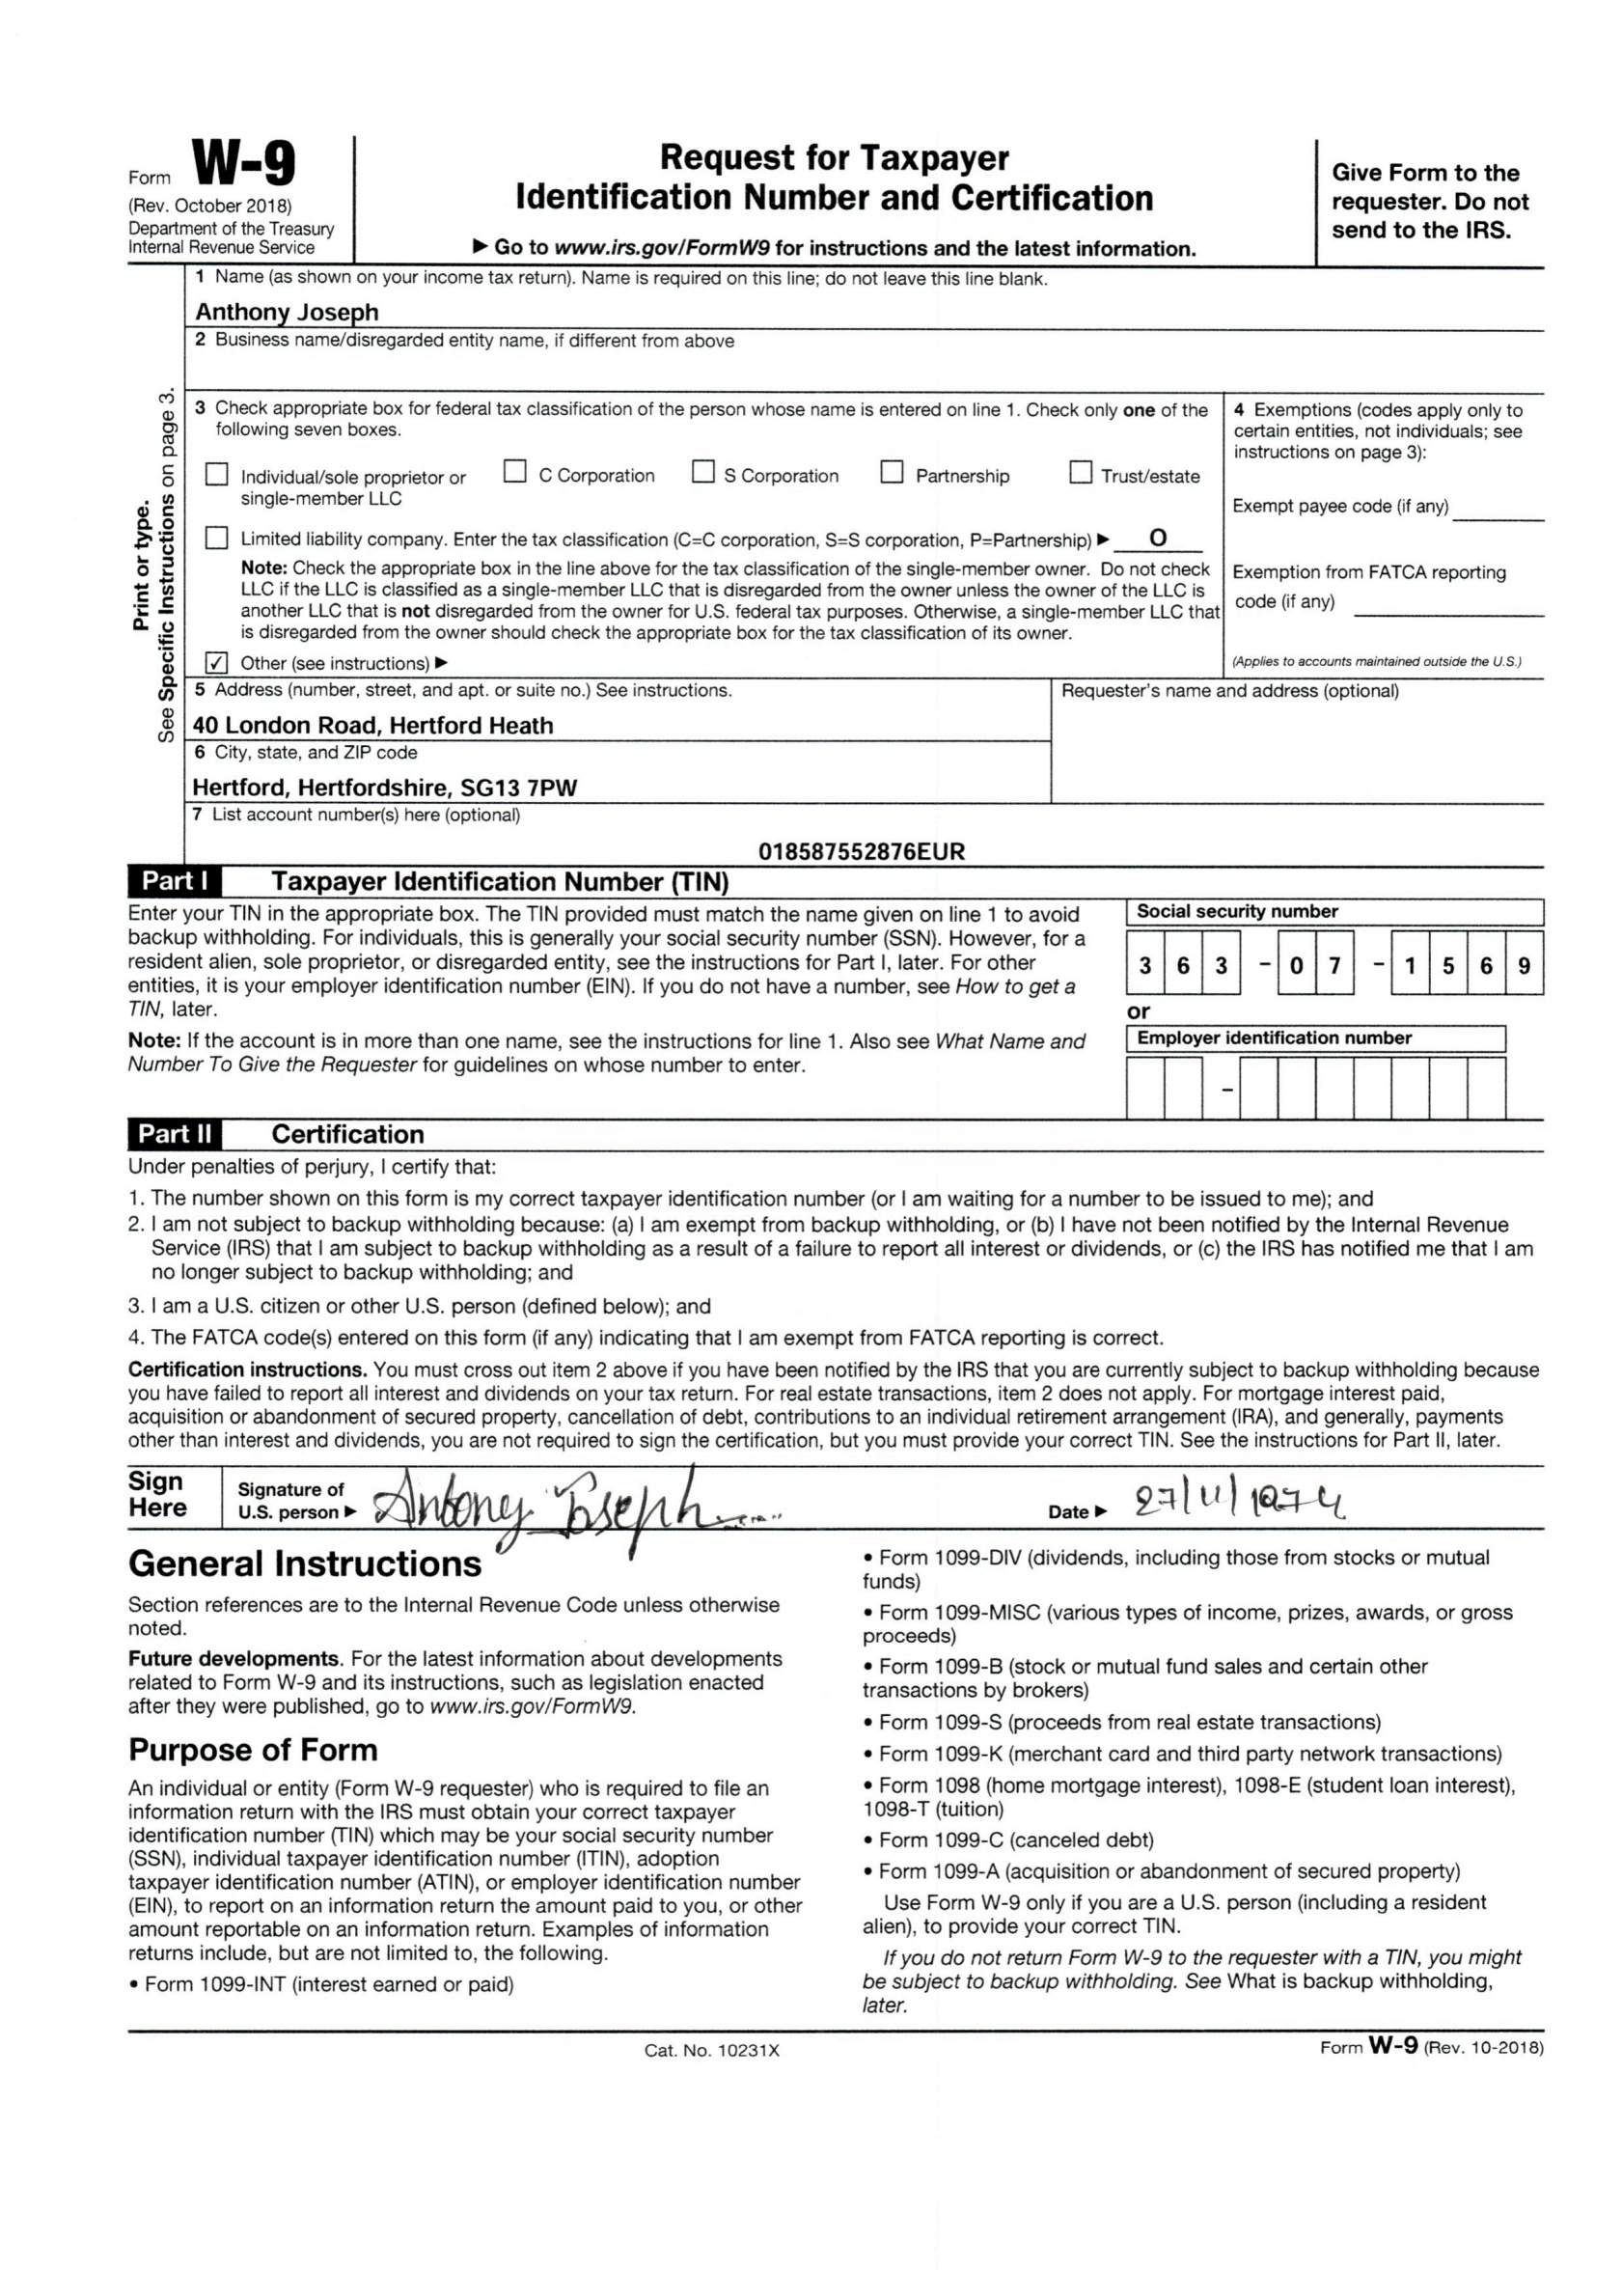 Form W-9
(Rev. October 2018)
Department of the Treasury
Internal Revenue Service
Request for Taxpayer
Identification Number and Certification
▶ Go to www.irs.gov/FormW9 for instructions and the latest information.
Give Form to the
requester. Do not
send to the IRS.
Print or type.
See Specific Instructions on page 3.
1 Name (as shown on your income tax return). Name is required on this line; do not leave this line blank.
Anthony Joseph
2 Business name/disregarded entity name, if different from above
3 Check appropriate box for federal tax classification of the person whose name is entered on line 1. Check only one of the
following seven boxes.
☐ Individual/sole proprietor or
single-member LLC
☐ C Corporation ☐ S Corporation ☐ Partnership ☐ Trust/estate
☐ Limited liability company. Enter the tax classification (C=C corporation, S=S corporation, P=Partnership) ▶ O
Note: Check the appropriate box in the line above for the tax classification of the single-member owner. Do not check
LLC if the LLC is classified as a single-member LLC that is disregarded from the owner unless the owner of the LLC is
another LLC that is not disregarded from the owner for U.S. federal tax purposes. Otherwise, a single-member LLC that
is disregarded from the owner should check the appropriate box for the tax classification of its owner.
☑ Other (see instructions) ▶
4 Exemptions (codes apply only to
certain entities, not individuals; see
instructions on page 3):
Exempt payee code (if any)
Exemption from FATCA reporting
code (if any)
(Applies to accounts maintained outside the U.S.)
5 Address (number, street, and apt. or suite no.) See instructions.
40 London Road, Hertford Heath
6 City, state, and ZIP code
Hertford, Hertfordshire, SG13 7PW
Requester's name and address (optional)
7 List account number(s) here (optional)
018587552876EUR
Part I Taxpayer Identification Number (TIN)
Enter your TIN in the appropriate box. The TIN provided must match the name given on line 1 to avoid
backup withholding. For individuals, this is generally your social security number (SSN). However, for a
resident alien, sole proprietor, or disregarded entity, see the instructions for Part I, later. For other
entities, it is your employer identification number (EIN). If you do not have a number, see How to get a
TIN, later.
Note: If the account is in more than one name, see the instructions for line 1. Also see What Name and
Number To Give the Requester for guidelines on whose number to enter.
Social security number
3 6 3 - 0 7 - 1 5 6 9
or
Employer identification number
-
Part II Certification
Under penalties of perjury, I certify that:
1. The number shown on this form is my correct taxpayer identification number (or I am waiting for a number to be issued to me); and
2. I am not subject to backup withholding because: (a) I am exempt from backup withholding, or (b) I have not been notified by the Internal Revenue
Service (IRS) that I am subject to backup withholding as a result of a failure to report all interest or dividends, or (c) the IRS has notified me that I am
no longer subject to backup withholding; and
3. I am a U.S. citizen or other U.S. person (defined below); and
4. The FATCA code(s) entered on this form (if any) indicating that I am exempt from FATCA reporting is correct.
Certification instructions. You must cross out item 2 above if you have been notified by the IRS that you are currently subject to backup withholding because
you have failed to report all interest and dividends on your tax return. For real estate transactions, item 2 does not apply. For mortgage interest paid,
acquisition or abandonment of secured property, cancellation of debt, contributions to an individual retirement arrangement (IRA), and generally, payments
other than interest and dividends, you are not required to sign the certification, but you must provide your correct TIN. See the instructions for Part II, later.
Sign
Here
Signature of
U.S. person ▶ Antony Joseph
Date ▶ 27/11/1974
General Instructions
Section references are to the Internal Revenue Code unless otherwise
noted.
Future developments. For the latest information about developments
related to Form W-9 and its instructions, such as legislation enacted
after they were published, go to www.irs.gov/FormW9.
Purpose of Form
An individual or entity (Form W-9 requester) who is required to file an
information return with the IRS must obtain your correct taxpayer
identification number (TIN) which may be your social security number
(SSN), individual taxpayer identification number (ITIN), adoption
taxpayer identification number (ATIN), or employer identification number
(EIN), to report on an information return the amount paid to you, or other
amount reportable on an information return. Examples of information
returns include, but are not limited to, the following.
• Form 1099-INT (interest earned or paid)
• Form 1099-DIV (dividends, including those from stocks or mutual
funds)
• Form 1099-MISC (various types of income, prizes, awards, or gross
proceeds)
• Form 1099-B (stock or mutual fund sales and certain other
transactions by brokers)
• Form 1099-S (proceeds from real estate transactions)
• Form 1099-K (merchant card and third party network transactions)
• Form 1098 (home mortgage interest), 1098-E (student loan interest),
1098-T (tuition)
• Form 1099-C (canceled debt)
• Form 1099-A (acquisition or abandonment of secured property)
Use Form W-9 only if you are a U.S. person (including a resident
alien), to provide your correct TIN.
If you do not return Form W-9 to the requester with a TIN, you might
be subject to backup withholding. See What is backup withholding,
later.
Cat. No. 10231X
Form W-9 (Rev. 10-2018)